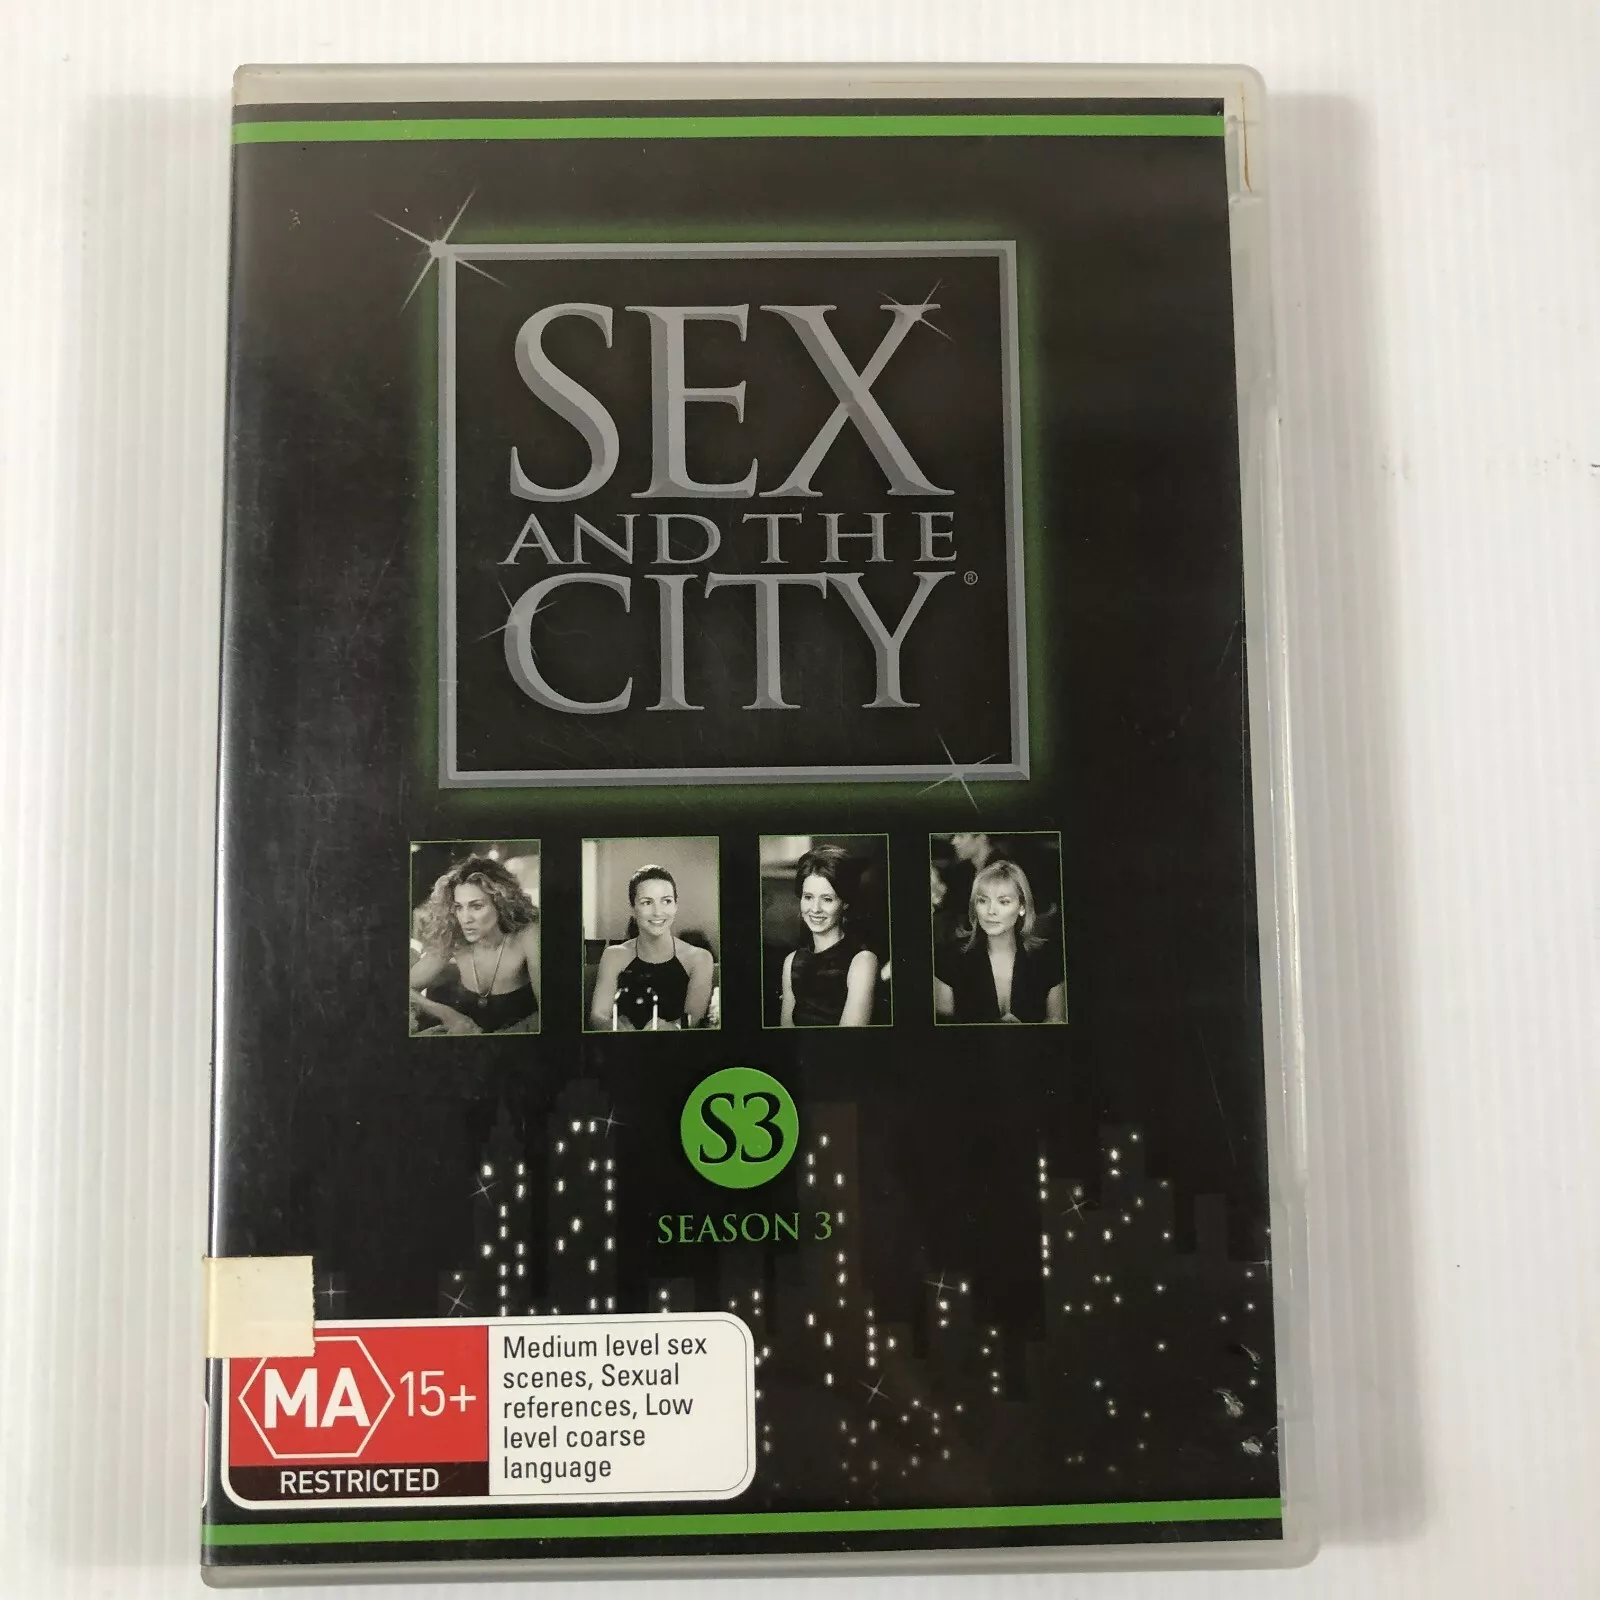 SEX
AND THE
CITY®
S3
SEASON 3
MA 15+
RESTRICTED
Medium level sex
scenes, Sexual
references, Low
level coarse
language